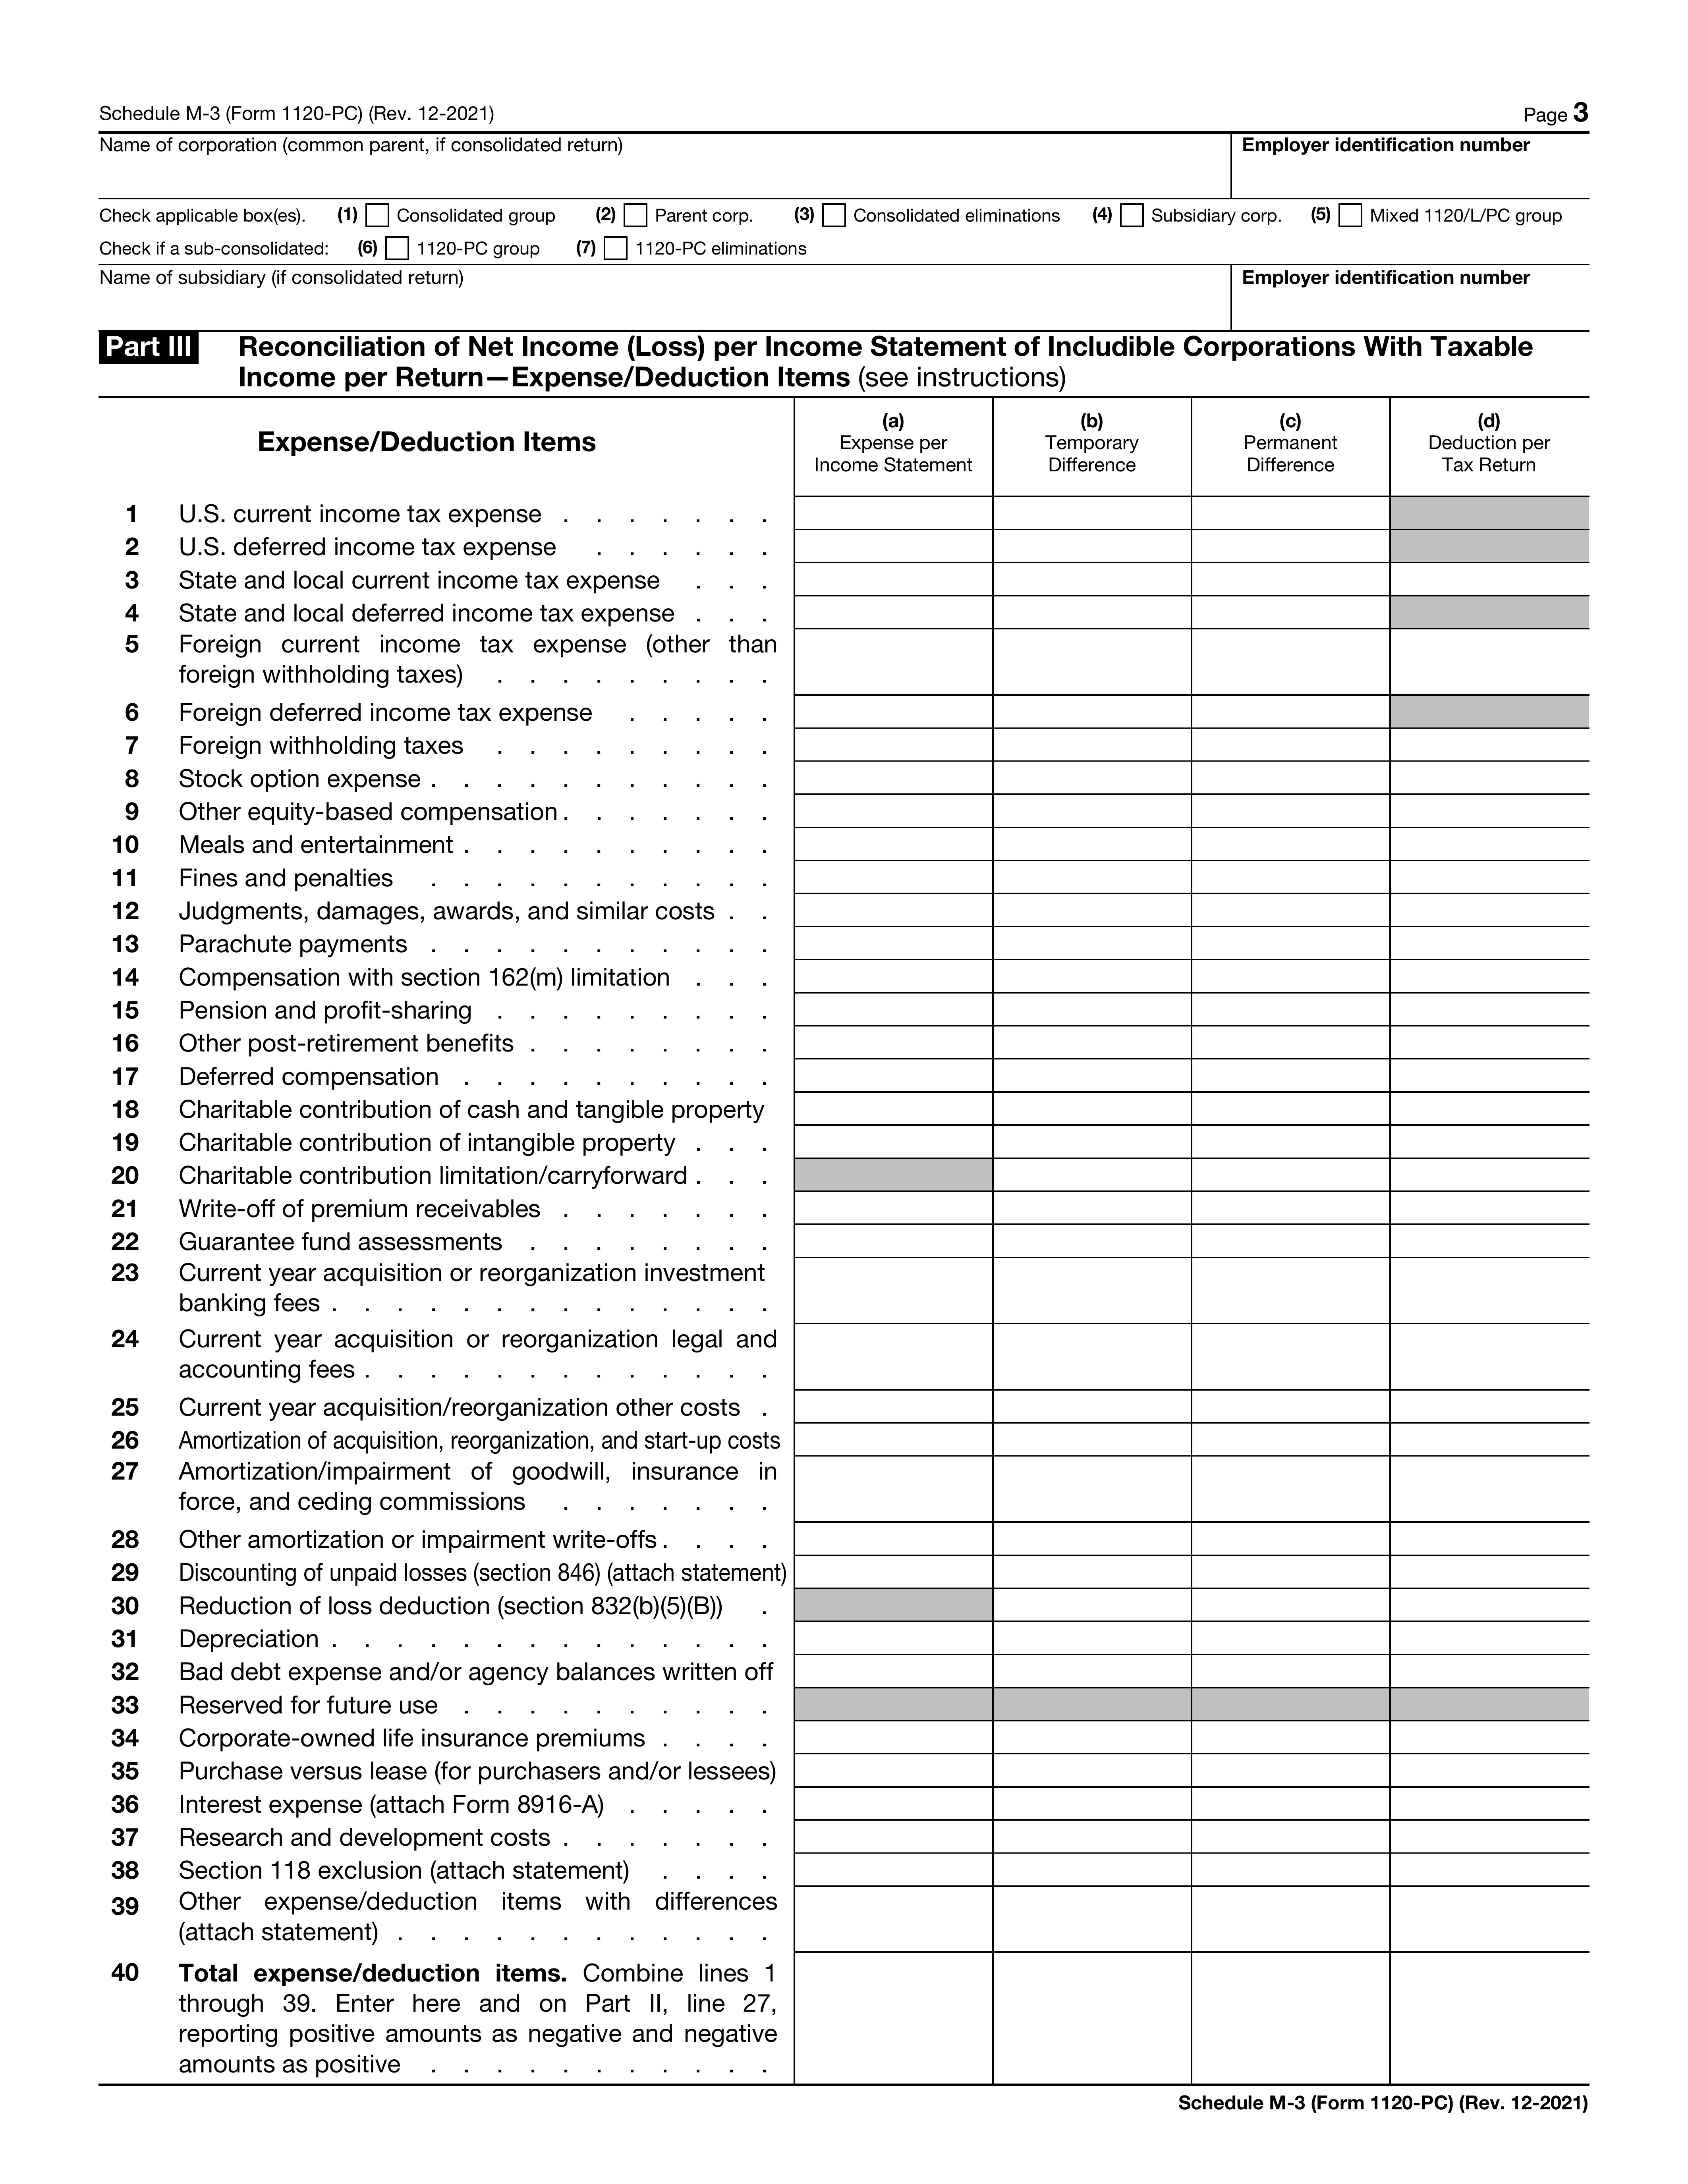 Schedule M-3 (Form 1120-PC) (Rev. 12-2021) Page 3
Name of corporation (common parent, if consolidated return) Employer identification number
Check applicable box(es). (1) Consolidated group (2) Parent corp. (3) Consolidated eliminations (4) Subsidiary corp. (5) Mixed 1120/L/PC group
Check if a sub-consolidated: (6) 1120-PC group (7) 1120-PC eliminations
Name of subsidiary (if consolidated return) Employer identification number
Part III Reconciliation of Net Income (Loss) per Income Statement of Includible Corporations With Taxable
Income per Return—Expense/Deduction Items (see instructions)
Expense/Deduction Items
(a)
Expense per
Income Statement
(b)
Temporary
Difference
(c)
Permanent
Difference
(d)
Deduction per
Tax Return
1 U.S. current income tax expense . . . . . . .
2 U.S. deferred income tax expense . . . . . .
3 State and local current income tax expense . . .
4 State and local deferred income tax expense . . .
5 Foreign current income tax expense (other than
foreign withholding taxes) . . . . . . . . .
6 Foreign deferred income tax expense . . . . .
7 Foreign withholding taxes . . . . . . . . .
8 Stock option expense . . . . . . . . . . .
9 Other equity-based compensation . . . . . . .
10 Meals and entertainment . . . . . . . . . .
11 Fines and penalties . . . . . . . . . . .
12 Judgments, damages, awards, and similar costs . .
13 Parachute payments . . . . . . . . . . .
14 Compensation with section 162(m) limitation . . .
15 Pension and profit-sharing . . . . . . . . .
16 Other post-retirement benefits . . . . . . . .
17 Deferred compensation . . . . . . . . . .
18 Charitable contribution of cash and tangible property
19 Charitable contribution of intangible property . . .
20 Charitable contribution limitation/carryforward . . .
21 Write-off of premium receivables . . . . . . .
22 Guarantee fund assessments . . . . . . . .
23 Current year acquisition or reorganization investment
banking fees . . . . . . . . . . . . . .
24 Current year acquisition or reorganization legal and
accounting fees . . . . . . . . . . . . .
25 Current year acquisition/reorganization other costs .
26 Amortization of acquisition, reorganization, and start-up costs
27 Amortization/impairment of goodwill, insurance in
force, and ceding commissions . . . . . . .
28 Other amortization or impairment write-offs . . . .
29 Discounting of unpaid losses (section 846) (attach statement)
30 Reduction of loss deduction (section 832(b)(5)(B)) .
31 Depreciation . . . . . . . . . . . . . .
32 Bad debt expense and/or agency balances written off
33 Reserved for future use . . . . . . . . . .
34 Corporate-owned life insurance premiums . . . .
35 Purchase versus lease (for purchasers and/or lessees)
36 Interest expense (attach Form 8916-A) . . . . .
37 Research and development costs . . . . . . .
38 Section 118 exclusion (attach statement) . . . .
39 Other expense/deduction items with differences
(attach statement) . . . . . . . . . . . .
40 Total expense/deduction items. Combine lines 1
through 39. Enter here and on Part II, line 27,
reporting positive amounts as negative and negative
amounts as positive . . . . . . . . . . .
Schedule M-3 (Form 1120-PC) (Rev. 12-2021)